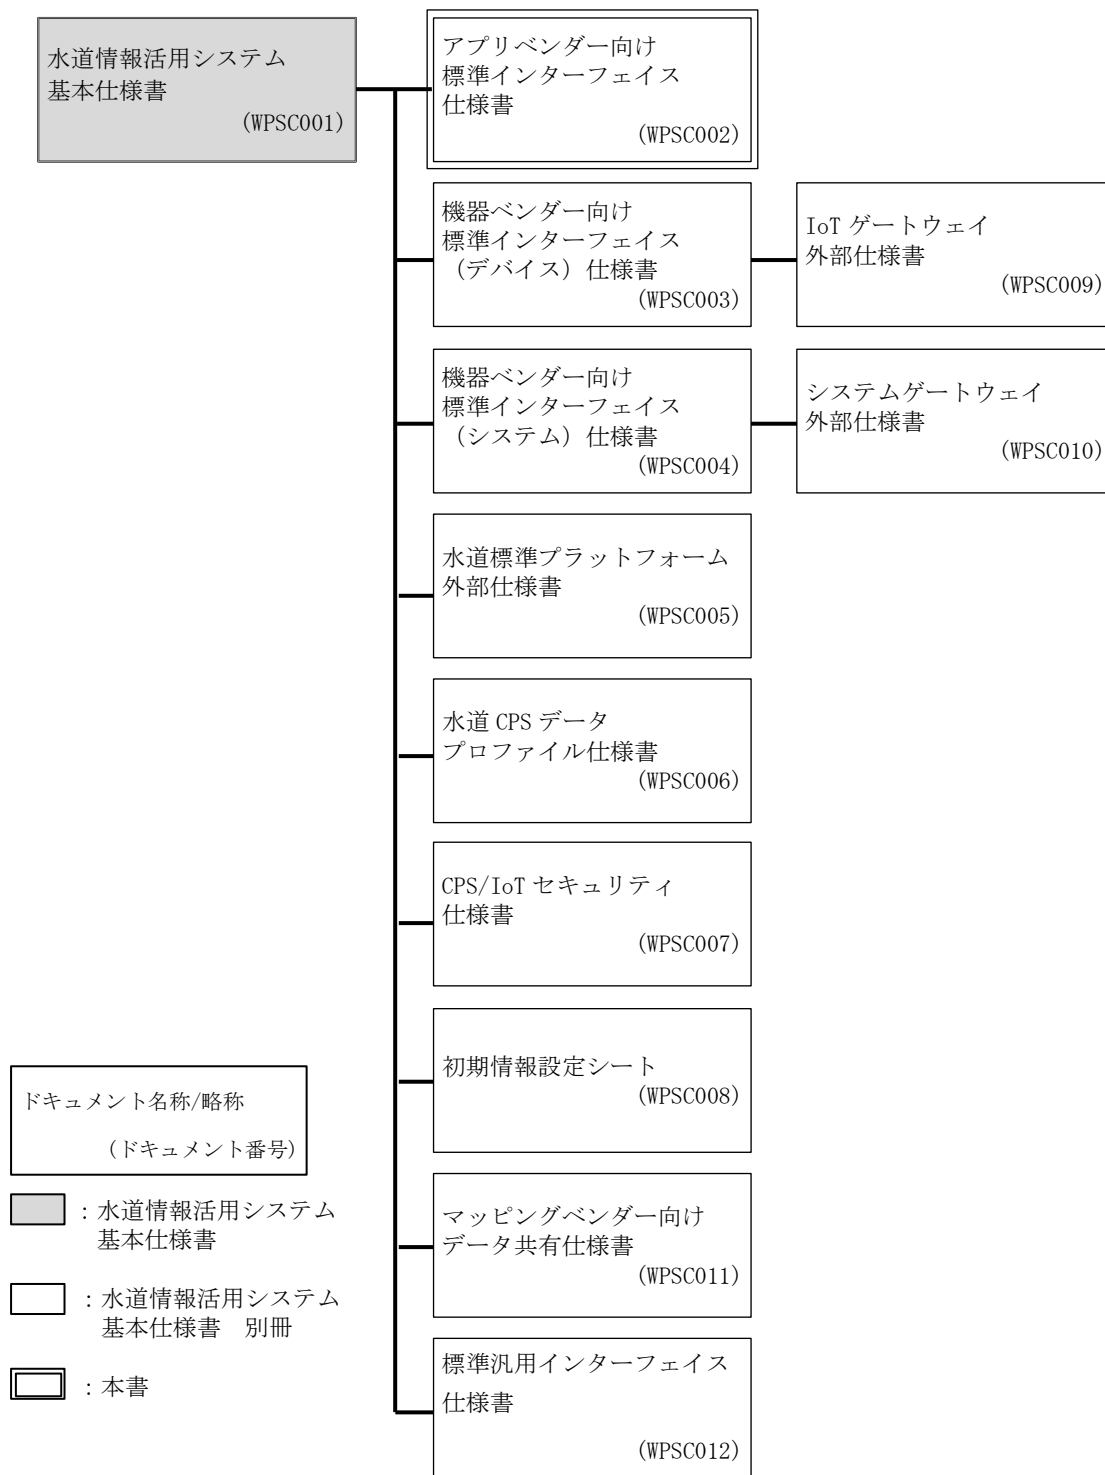 水道情報活用システム
基本仕様書
(WPSC001)
アプリベンダー向け
標準インターフェイス
仕様書
(WPSC002)
機器ベンダー向け
標準インターフェイス
（デバイス）仕様書
(WPSC003)
IoT ゲートウェイ
外部仕様書
(WPSC009)
機器ベンダー向け
標準インターフェイス
（システム）仕様書
(WPSC004)
システムゲートウェイ
外部仕様書
(WPSC010)
水道標準プラットフォーム
外部仕様書
(WPSC005)
水道 CPS データ
プロファイル仕様書
(WPSC006)
CPS/IoT セキュリティ
仕様書
(WPSC007)
初期情報設定シート
(WPSC008)
マッピングベンダー向け
データ共有仕様書
(WPSC011)
標準汎用インターフェイス
仕様書
(WPSC012)
ドキュメント名称/略称
(ドキュメント番号)
：水道情報活用システム
基本仕様書
：水道情報活用システム
基本仕様書　別冊
：本書